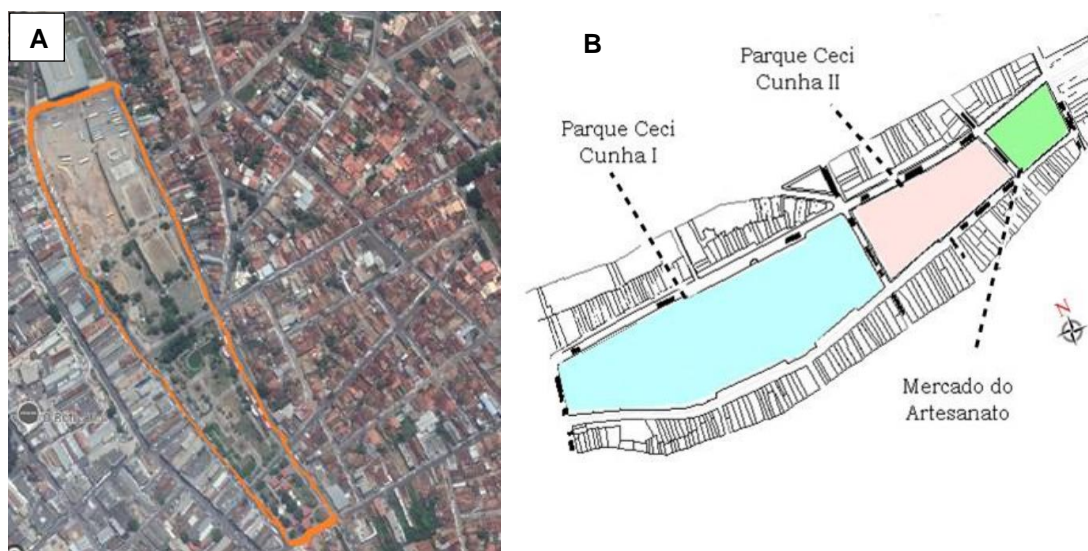 A
B
Parque Ceci
Cunha II
Parque Ceci
Cunha I
N
Mercado do
Artesanato